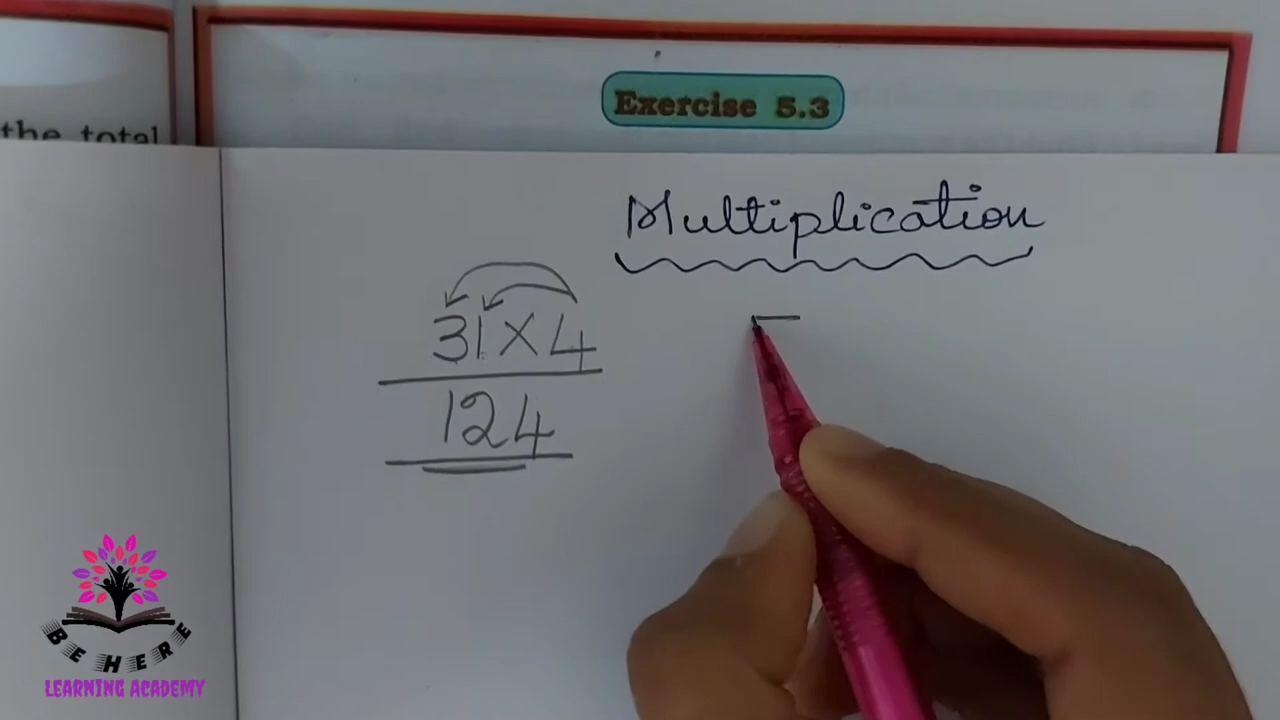 the total
Exercise 5.3
Multiplication
31×4
124
BE HERE
LEARNING ACADEMY